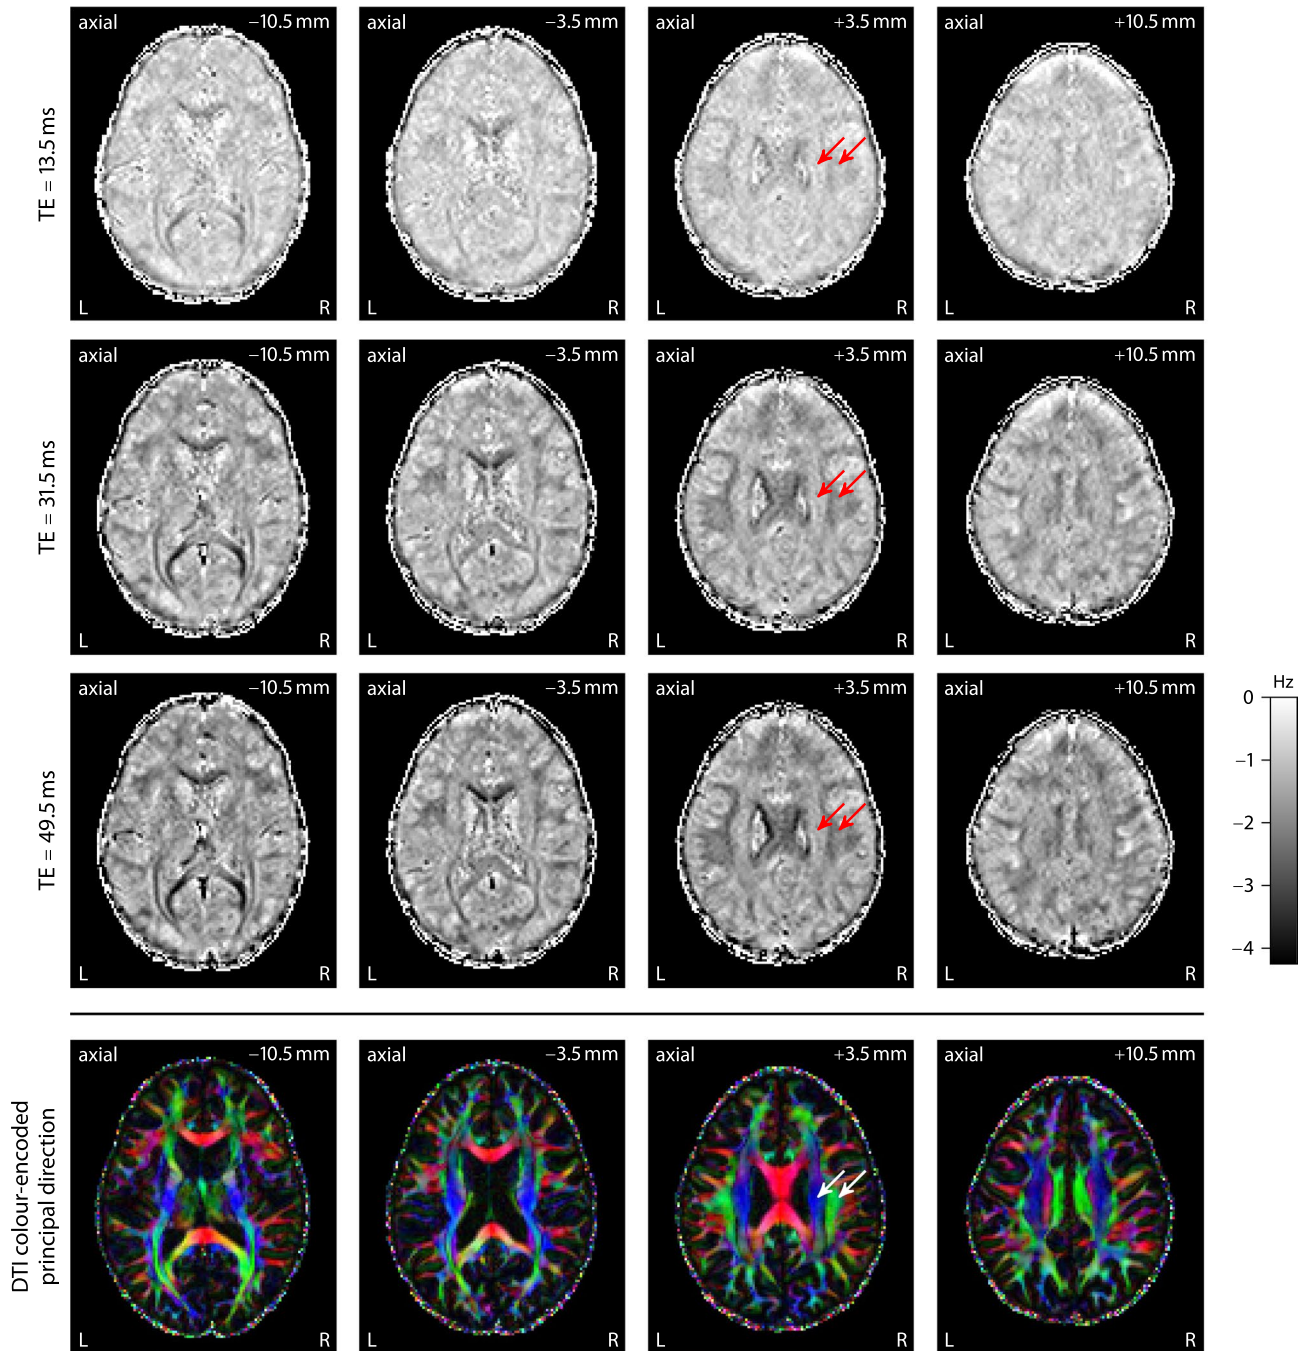 axial −10.5 mm
axial −3.5 mm
axial +3.5 mm
axial +10.5 mm
TE = 13.5 ms
L R
L R
L R
L R
axial −10.5 mm
axial −3.5 mm
axial +3.5 mm
axial +10.5 mm
TE = 31.5 ms
L R
L R
L R
L R
axial −10.5 mm
axial −3.5 mm
axial +3.5 mm
axial +10.5 mm
TE = 49.5 ms
L R
L R
L R
L R
Hz
0
−1
−2
−3
−4
axial −10.5 mm
axial −3.5 mm
axial +3.5 mm
axial +10.5 mm
DTI colour-encoded
principal direction
L R
L R
L R
L R